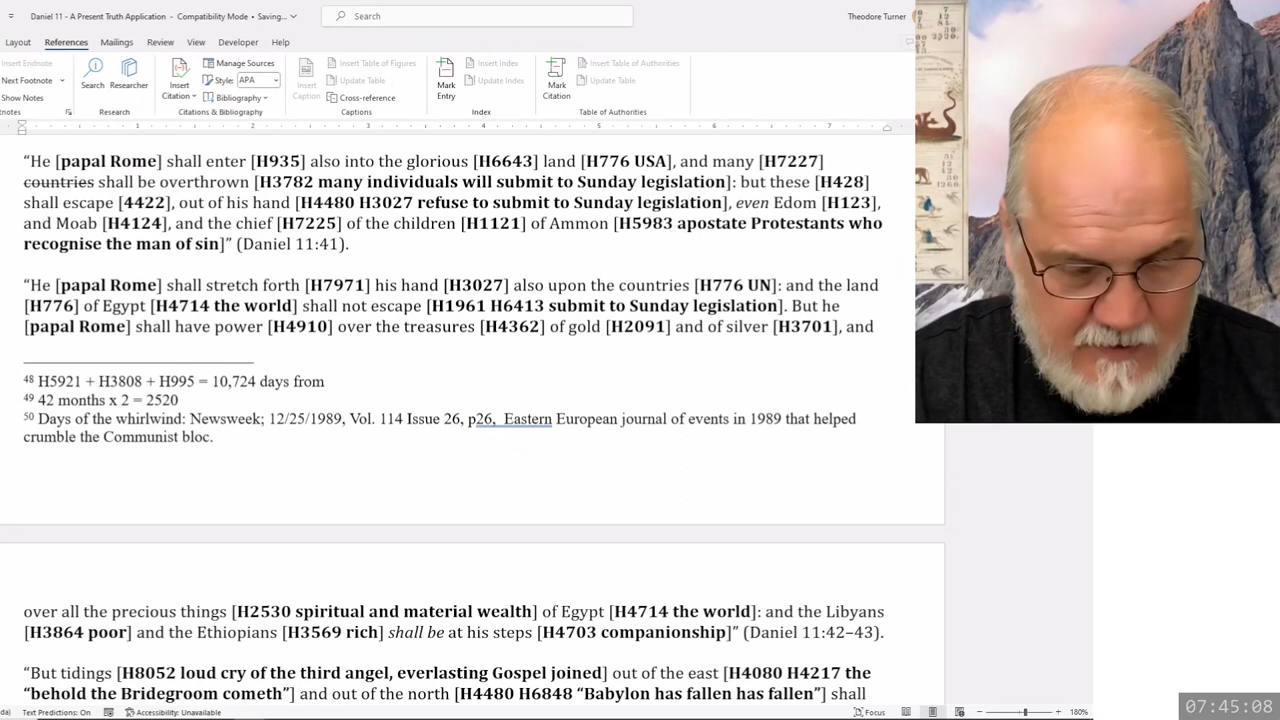 Daniel 11 - A Present Truth Application - Compatibility Mode • Saving...
Search
Theodore Turner
Layout References Mailings Review View Developer Help
Insert Endnote
Next Footnote
Show Notes
notes
Search
Researcher
Research
Insert Citation
Manage Sources
Style: APA
Bibliography
Citations & Bibliography
Insert Caption
Insert Table of Figures
Update Table
Cross-reference
Captions
Mark Entry
Insert Index
Update Index
Index
Mark Citation
Insert Table of Authorities
Update Table
Table of Authorities
1 2 3 4 5 6 7
“He [papal Rome] shall enter [H935] also into the glorious [H6643] land [H776 USA], and many [H7227]
countries shall be overthrown [H3782 many individuals will submit to Sunday legislation]: but these [H428]
shall escape [4422], out of his hand [H4480 H3027 refuse to submit to Sunday legislation], even Edom [H123],
and Moab [H4124], and the chief [H7225] of the children [H1121] of Ammon [H5983 apostate Protestants who
recognise the man of sin]” (Daniel 11:41).
“He [papal Rome] shall stretch forth [H7971] his hand [H3027] also upon the countries [H776 UN]: and the land
[H776] of Egypt [H4714 the world] shall not escape [H1961 H6413 submit to Sunday legislation]. But he
[papal Rome] shall have power [H4910] over the treasures [H4362] of gold [H2091] and of silver [H3701], and
48 H5921 + H3808 + H995 = 10,724 days from
49 42 months x 2 = 2520
50 Days of the whirlwind: Newsweek; 12/25/1989, Vol. 114 Issue 26, p26, Eastern European journal of events in 1989 that helped
crumble the Communist bloc.
over all the precious things [H2530 spiritual and material wealth] of Egypt [H4714 the world]: and the Libyans
[H3864 poor] and the Ethiopians [H3569 rich] shall be at his steps [H4703 companionship]” (Daniel 11:42–43).
“But tidings [H8052 loud cry of the third angel, everlasting Gospel joined] out of the east [H4080 H4217 the
“behold the Bridegroom cometh”] and out of the north [H4480 H6848 “Babylon has fallen has fallen”] shall
da) Text Predictions: On Accessibility: Unavailable
Focus
180%
07:45:08